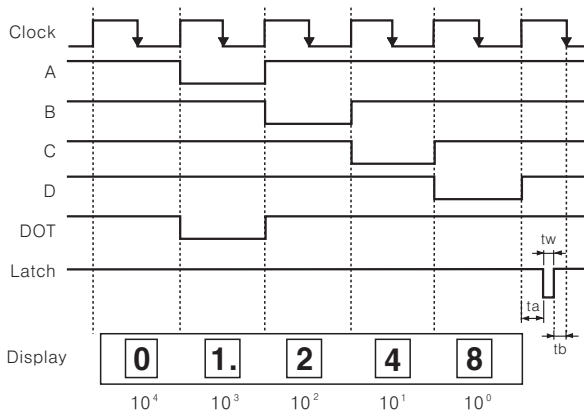 Clock
A
B
C
D
DOT
tw
Latch
ta
tb
Display 0 1. 2 4 8
10⁴ 10³ 10² 10¹ 10⁰